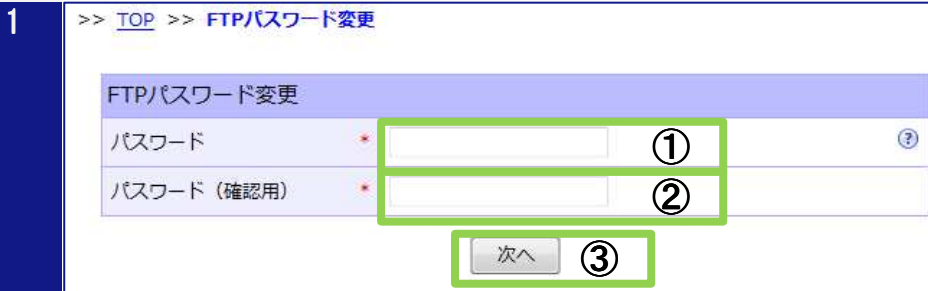 1
>> TOP >> FTPパスワード変更
FTPパスワード変更
パスワード * ① ?
パスワード（確認用） * ②
次へ ③